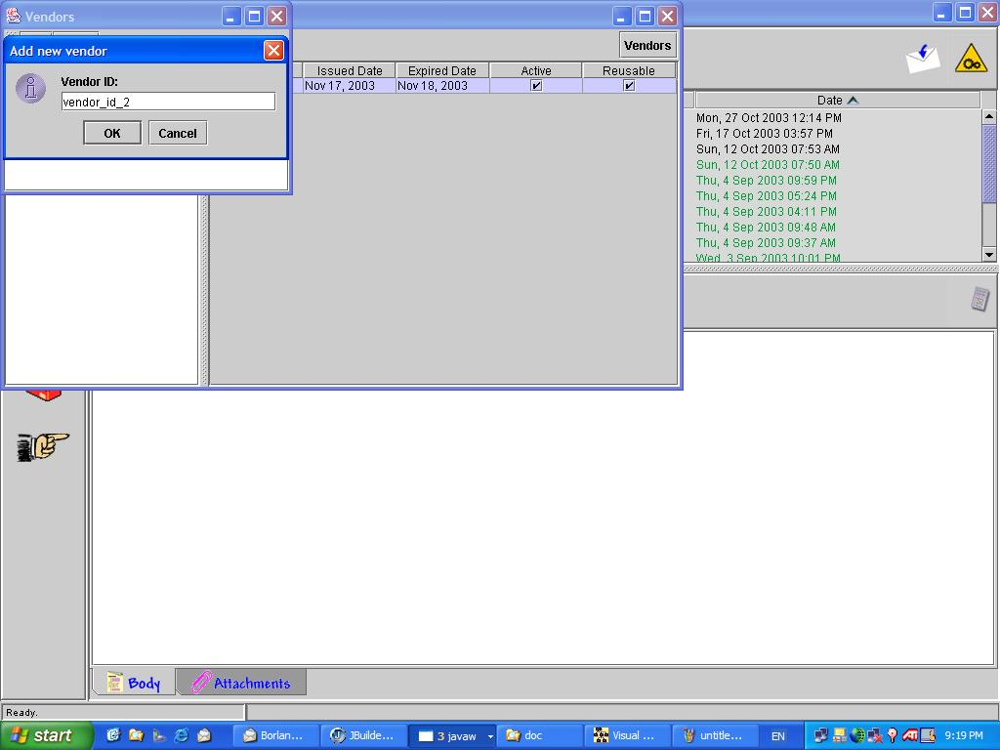 Vendors
Add new vendor
Vendor ID:
vendor_id_2
OK
Cancel
Vendors
Issued Date
Expired Date
Active
Reusable
Nov 17, 2003
Nov 18, 2003
Date
Mon, 27 Oct 2003 12:14 PM
Fri, 17 Oct 2003 03:57 PM
Sun, 12 Oct 2003 07:53 AM
Sun, 12 Oct 2003 07:50 AM
Thu, 4 Sep 2003 09:59 PM
Thu, 4 Sep 2003 05:24 PM
Thu, 4 Sep 2003 04:11 PM
Thu, 4 Sep 2003 09:48 AM
Thu, 4 Sep 2003 09:37 AM
Wed, 3 Sep 2003 10:01 PM
Body
Attachments
Ready.
start
Borlan...
JBuilde...
3 javaw
doc
Visual ...
untitle...
EN
9:19 PM